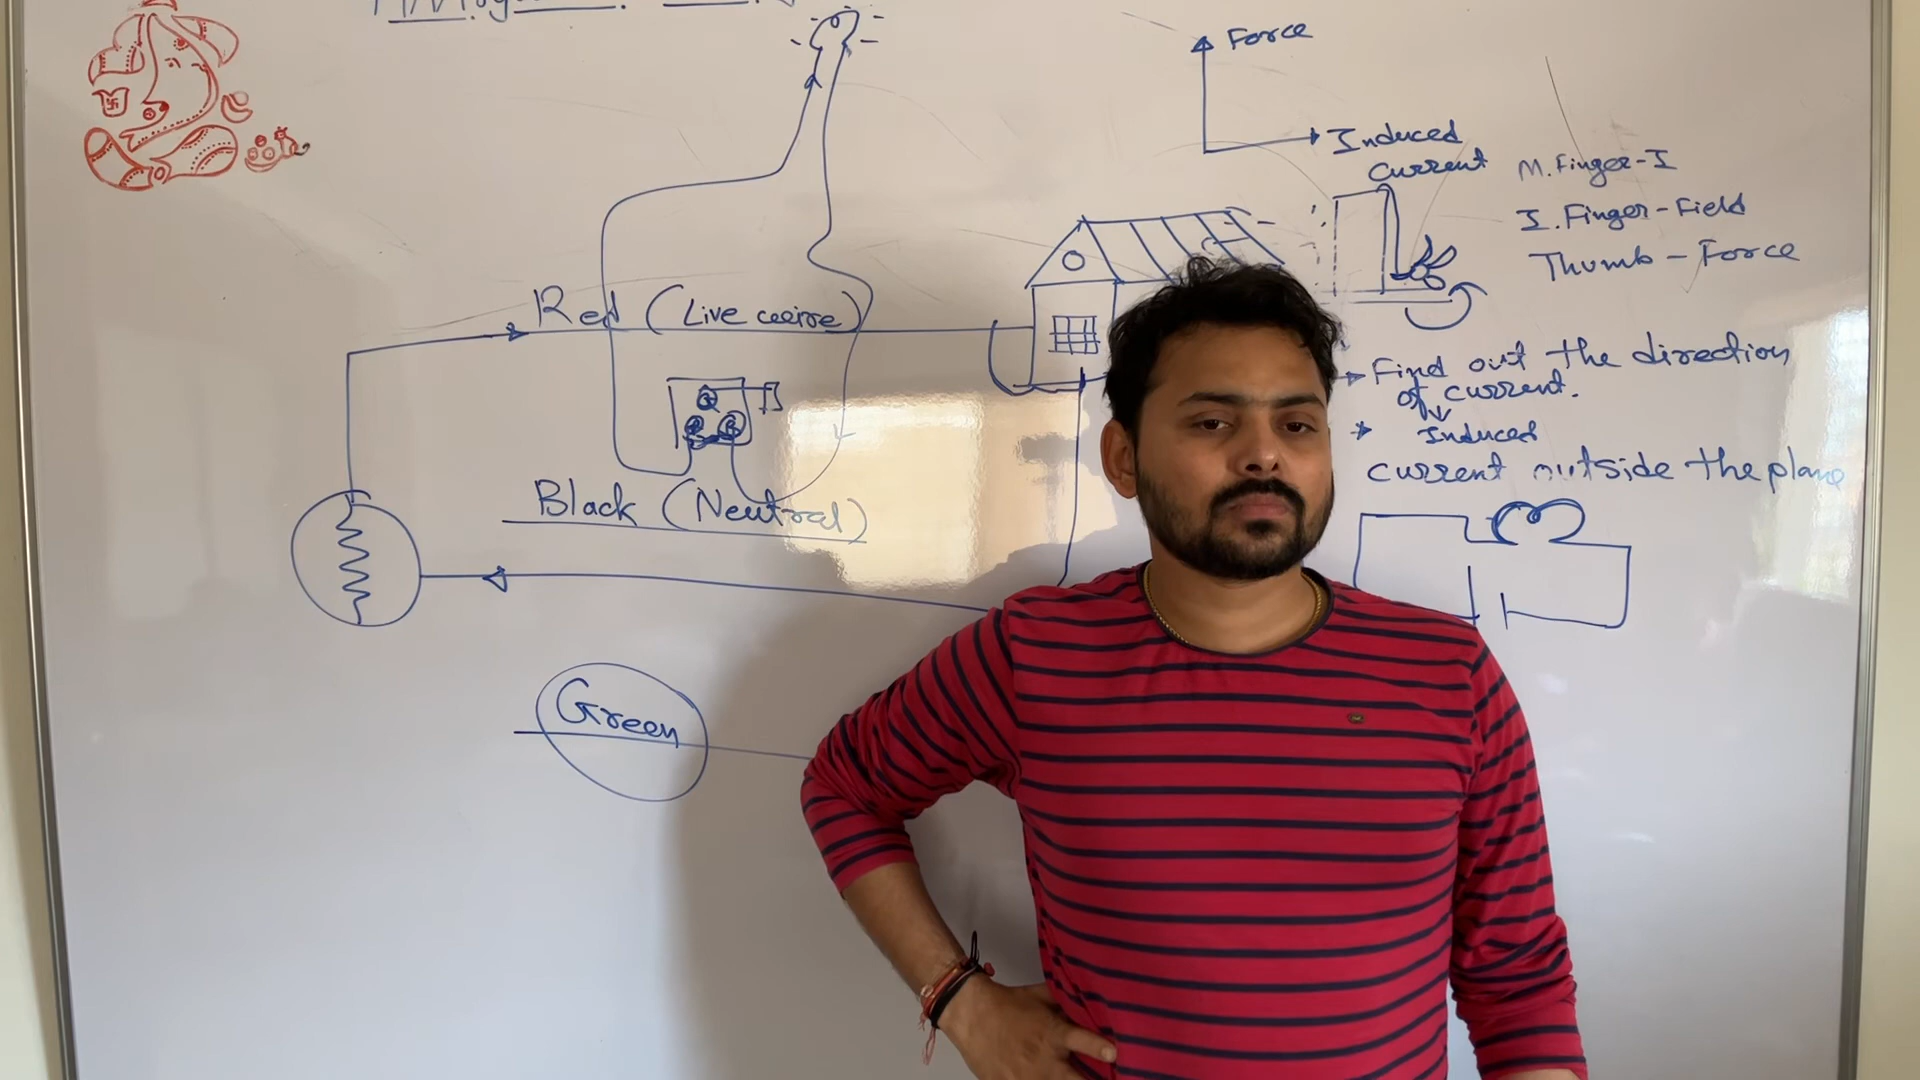 Force
Induced
current
M. Finger-I
I. Finger-Field
Thumb-Force
Red (Live weire)
Find out the direction
of current.
Induced
current outside the plane
Black (Neutral)
Green